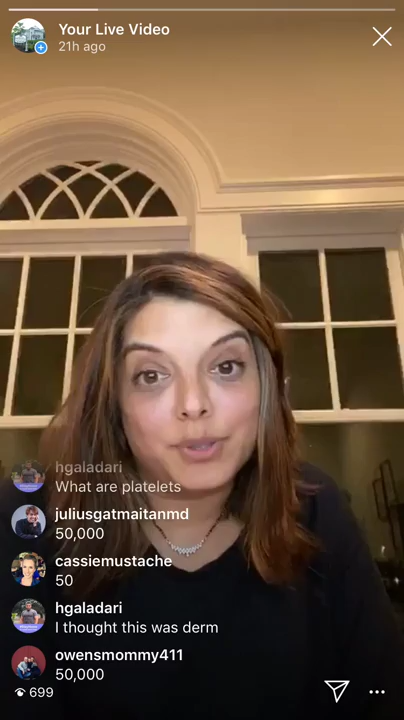 Your Live Video
21h ago
hgaladari
What are platelets
juliusgatmaitanmd
50,000
cassiemustache
50
hgaladari
I thought this was derm
owensmommy411
50,000
699